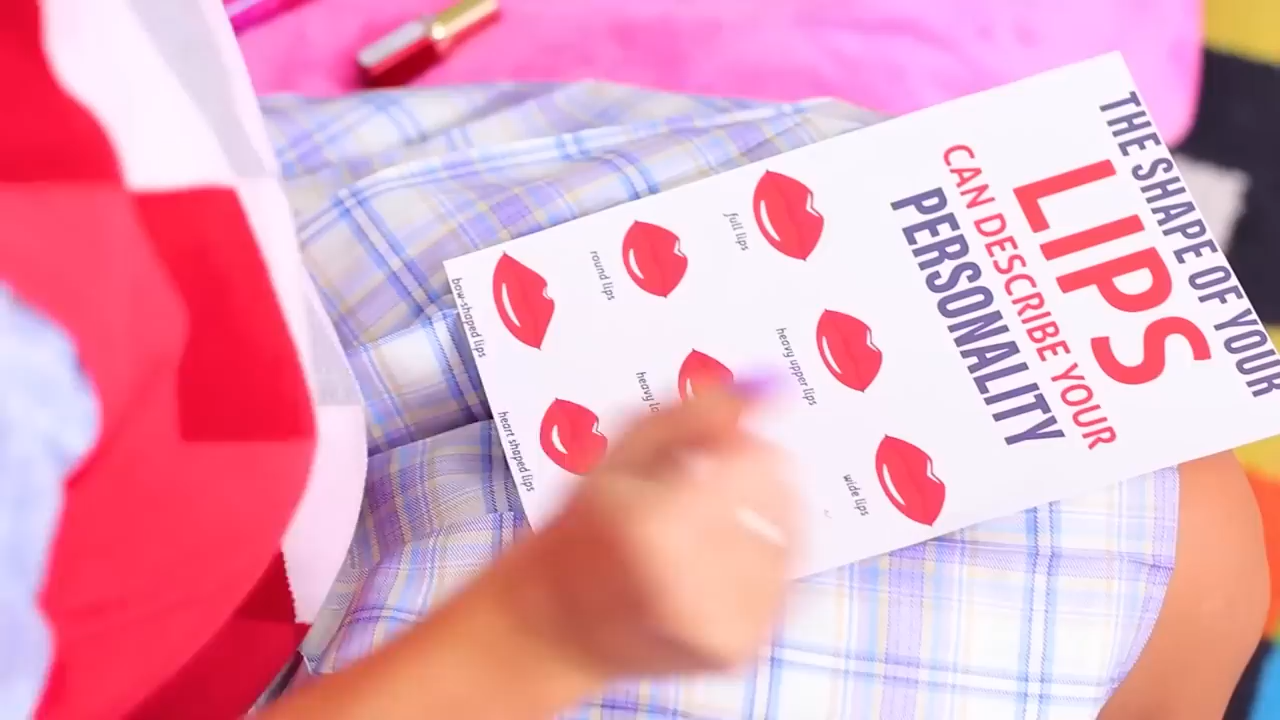 THE SHAPE OF YOUR
LIPS
CAN DESCRIBE YOUR
PERSONALITY
full lips
heavy upper lips
wide lips
round lips
heavy
bow-shaped lips
heart shaped lips